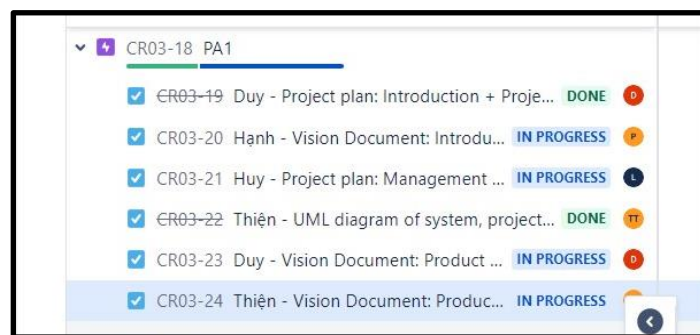 CR03-18 PA1
CR03-19 Duy - Project plan: Introduction + Proje... DONE D
CR03-20 Hạnh - Vision Document: Introdu... IN PROGRESS P
CR03-21 Huy - Project plan: Management ... IN PROGRESS L
CR03-22 Thiện - UML diagram of system, project... DONE TT
CR03-23 Duy - Vision Document: Product ... IN PROGRESS D
CR03-24 Thiện - Vision Document: Produc... IN PROGRESS